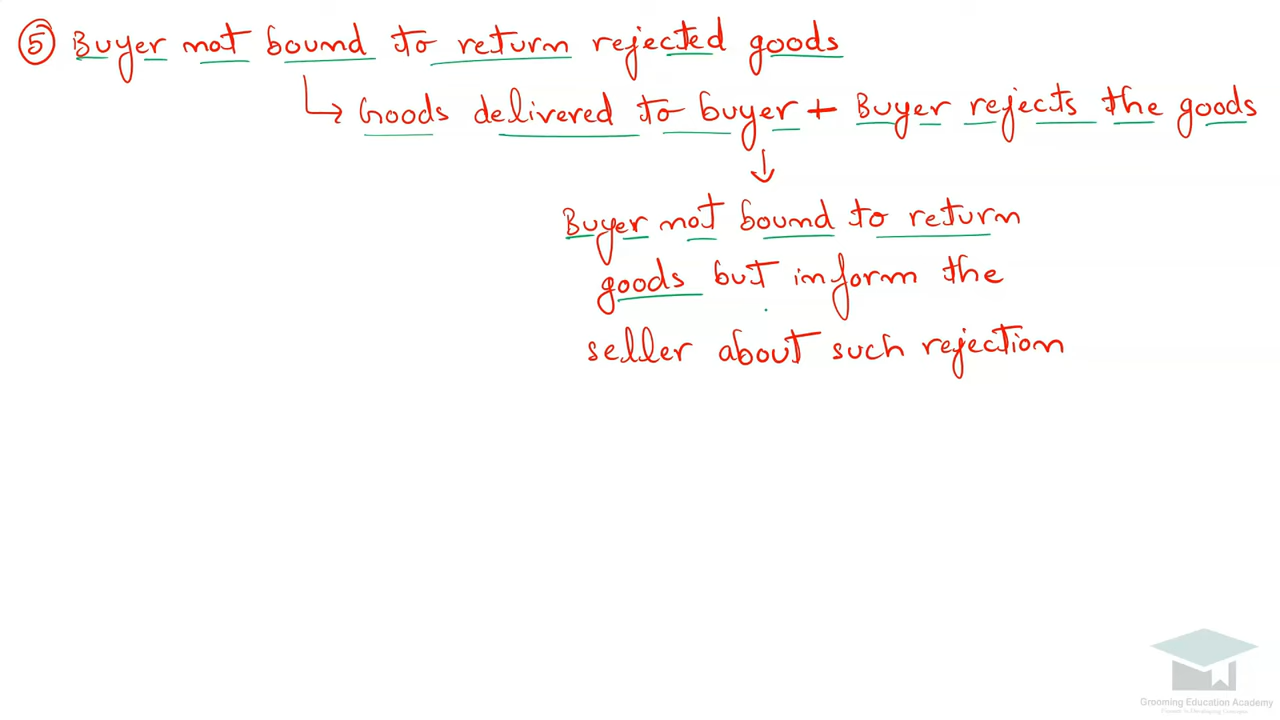 ⑤ Buyer not bound to return rejected goods
↳ Goods delivered to buyer + Buyer rejects the goods
↓
Buyer not bound to return
goods but inform the
seller about such rejection
Grooming Education Academy